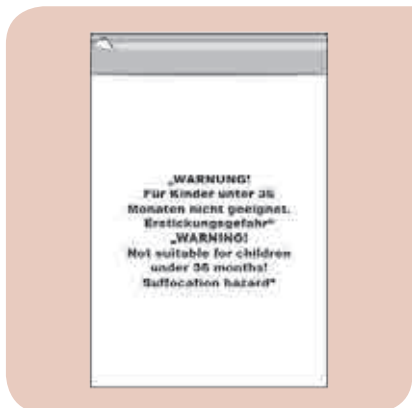 „WARNUNG!
Für Kinder unter 36
Monaten nicht geeignet.
Erstickungsgefahr“
„WARNING!
Not suitable for children
under 36 months!
Suffocation hazard“